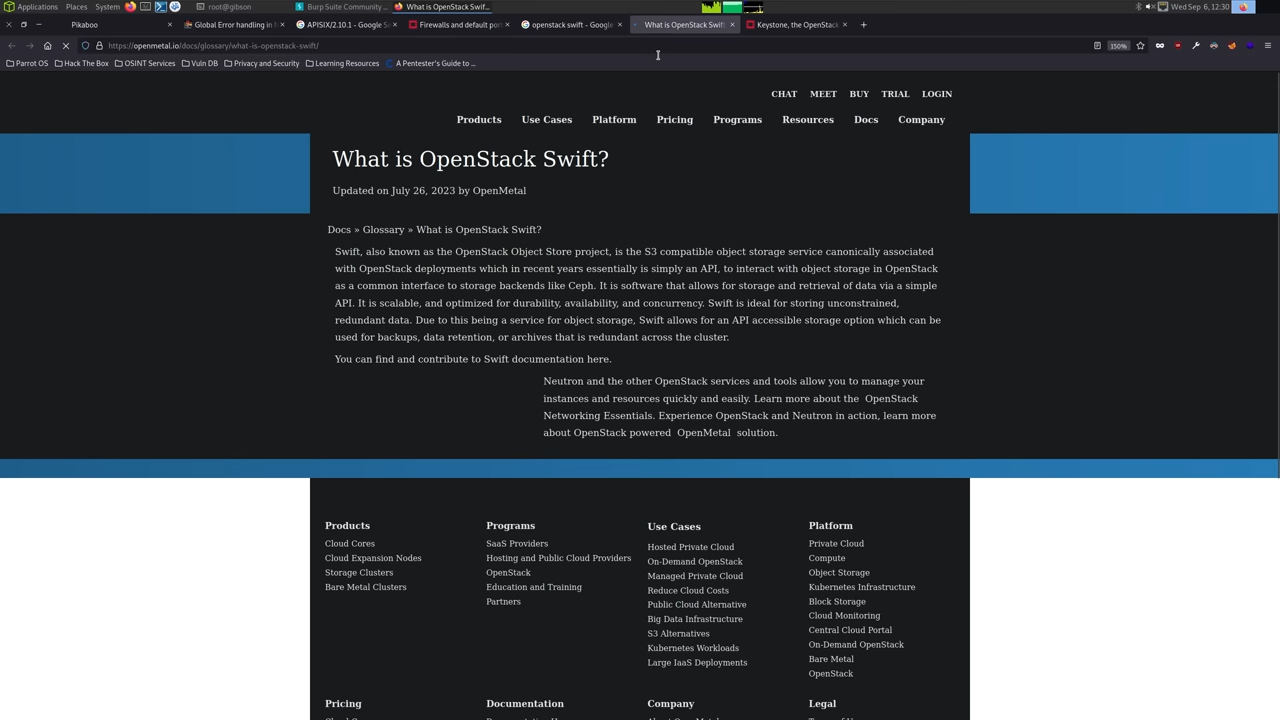 Applications Places System root@gibson Burp Suite Community ... What is OpenStack Swif... Wed Sep 6, 12:30
Pikaboo Global Error handling in N APISIX/2.10.1 - Google Se Firewalls and default por openstack swift - Google What is OpenStack Swift Keystone, the OpenStack
https://openmetal.io/docs/glossary/what-is-openstack-swift/ 150%
Parrot OS Hack The Box OSINT Services Vuln DB Privacy and Security Learning Resources A Pentester's Guide to ...
CHAT MEET BUY TRIAL LOGIN
Products Use Cases Platform Pricing Programs Resources Docs Company
What is OpenStack Swift?
Updated on July 26, 2023 by OpenMetal
Docs » Glossary » What is OpenStack Swift?
Swift, also known as the OpenStack Object Store project, is the S3 compatible object storage service canonically associated
with OpenStack deployments which in recent years essentially is simply an API, to interact with object storage in OpenStack
as a common interface to storage backends like Ceph. It is software that allows for storage and retrieval of data via a simple
API. It is scalable, and optimized for durability, availability, and concurrency. Swift is ideal for storing unconstrained,
redundant data. Due to this being a service for object storage, Swift allows for an API accessible storage option which can be
used for backups, data retention, or archives that is redundant across the cluster.
You can find and contribute to Swift documentation here.
Neutron and the other OpenStack services and tools allow you to manage your
instances and resources quickly and easily. Learn more about the OpenStack
Networking Essentials. Experience OpenStack and Neutron in action, learn more
about OpenStack powered OpenMetal solution.
Products
Cloud Cores
Cloud Expansion Nodes
Storage Clusters
Bare Metal Clusters
Programs
SaaS Providers
Hosting and Public Cloud Providers
OpenStack
Education and Training
Partners
Use Cases
Hosted Private Cloud
On-Demand OpenStack
Managed Private Cloud
Reduce Cloud Costs
Public Cloud Alternative
Big Data Infrastructure
S3 Alternatives
Kubernetes Workloads
Large IaaS Deployments
Platform
Private Cloud
Compute
Object Storage
Kubernetes Infrastructure
Block Storage
Cloud Monitoring
Central Cloud Portal
On-Demand OpenStack
Bare Metal
OpenStack
Pricing
Documentation
Company
Legal